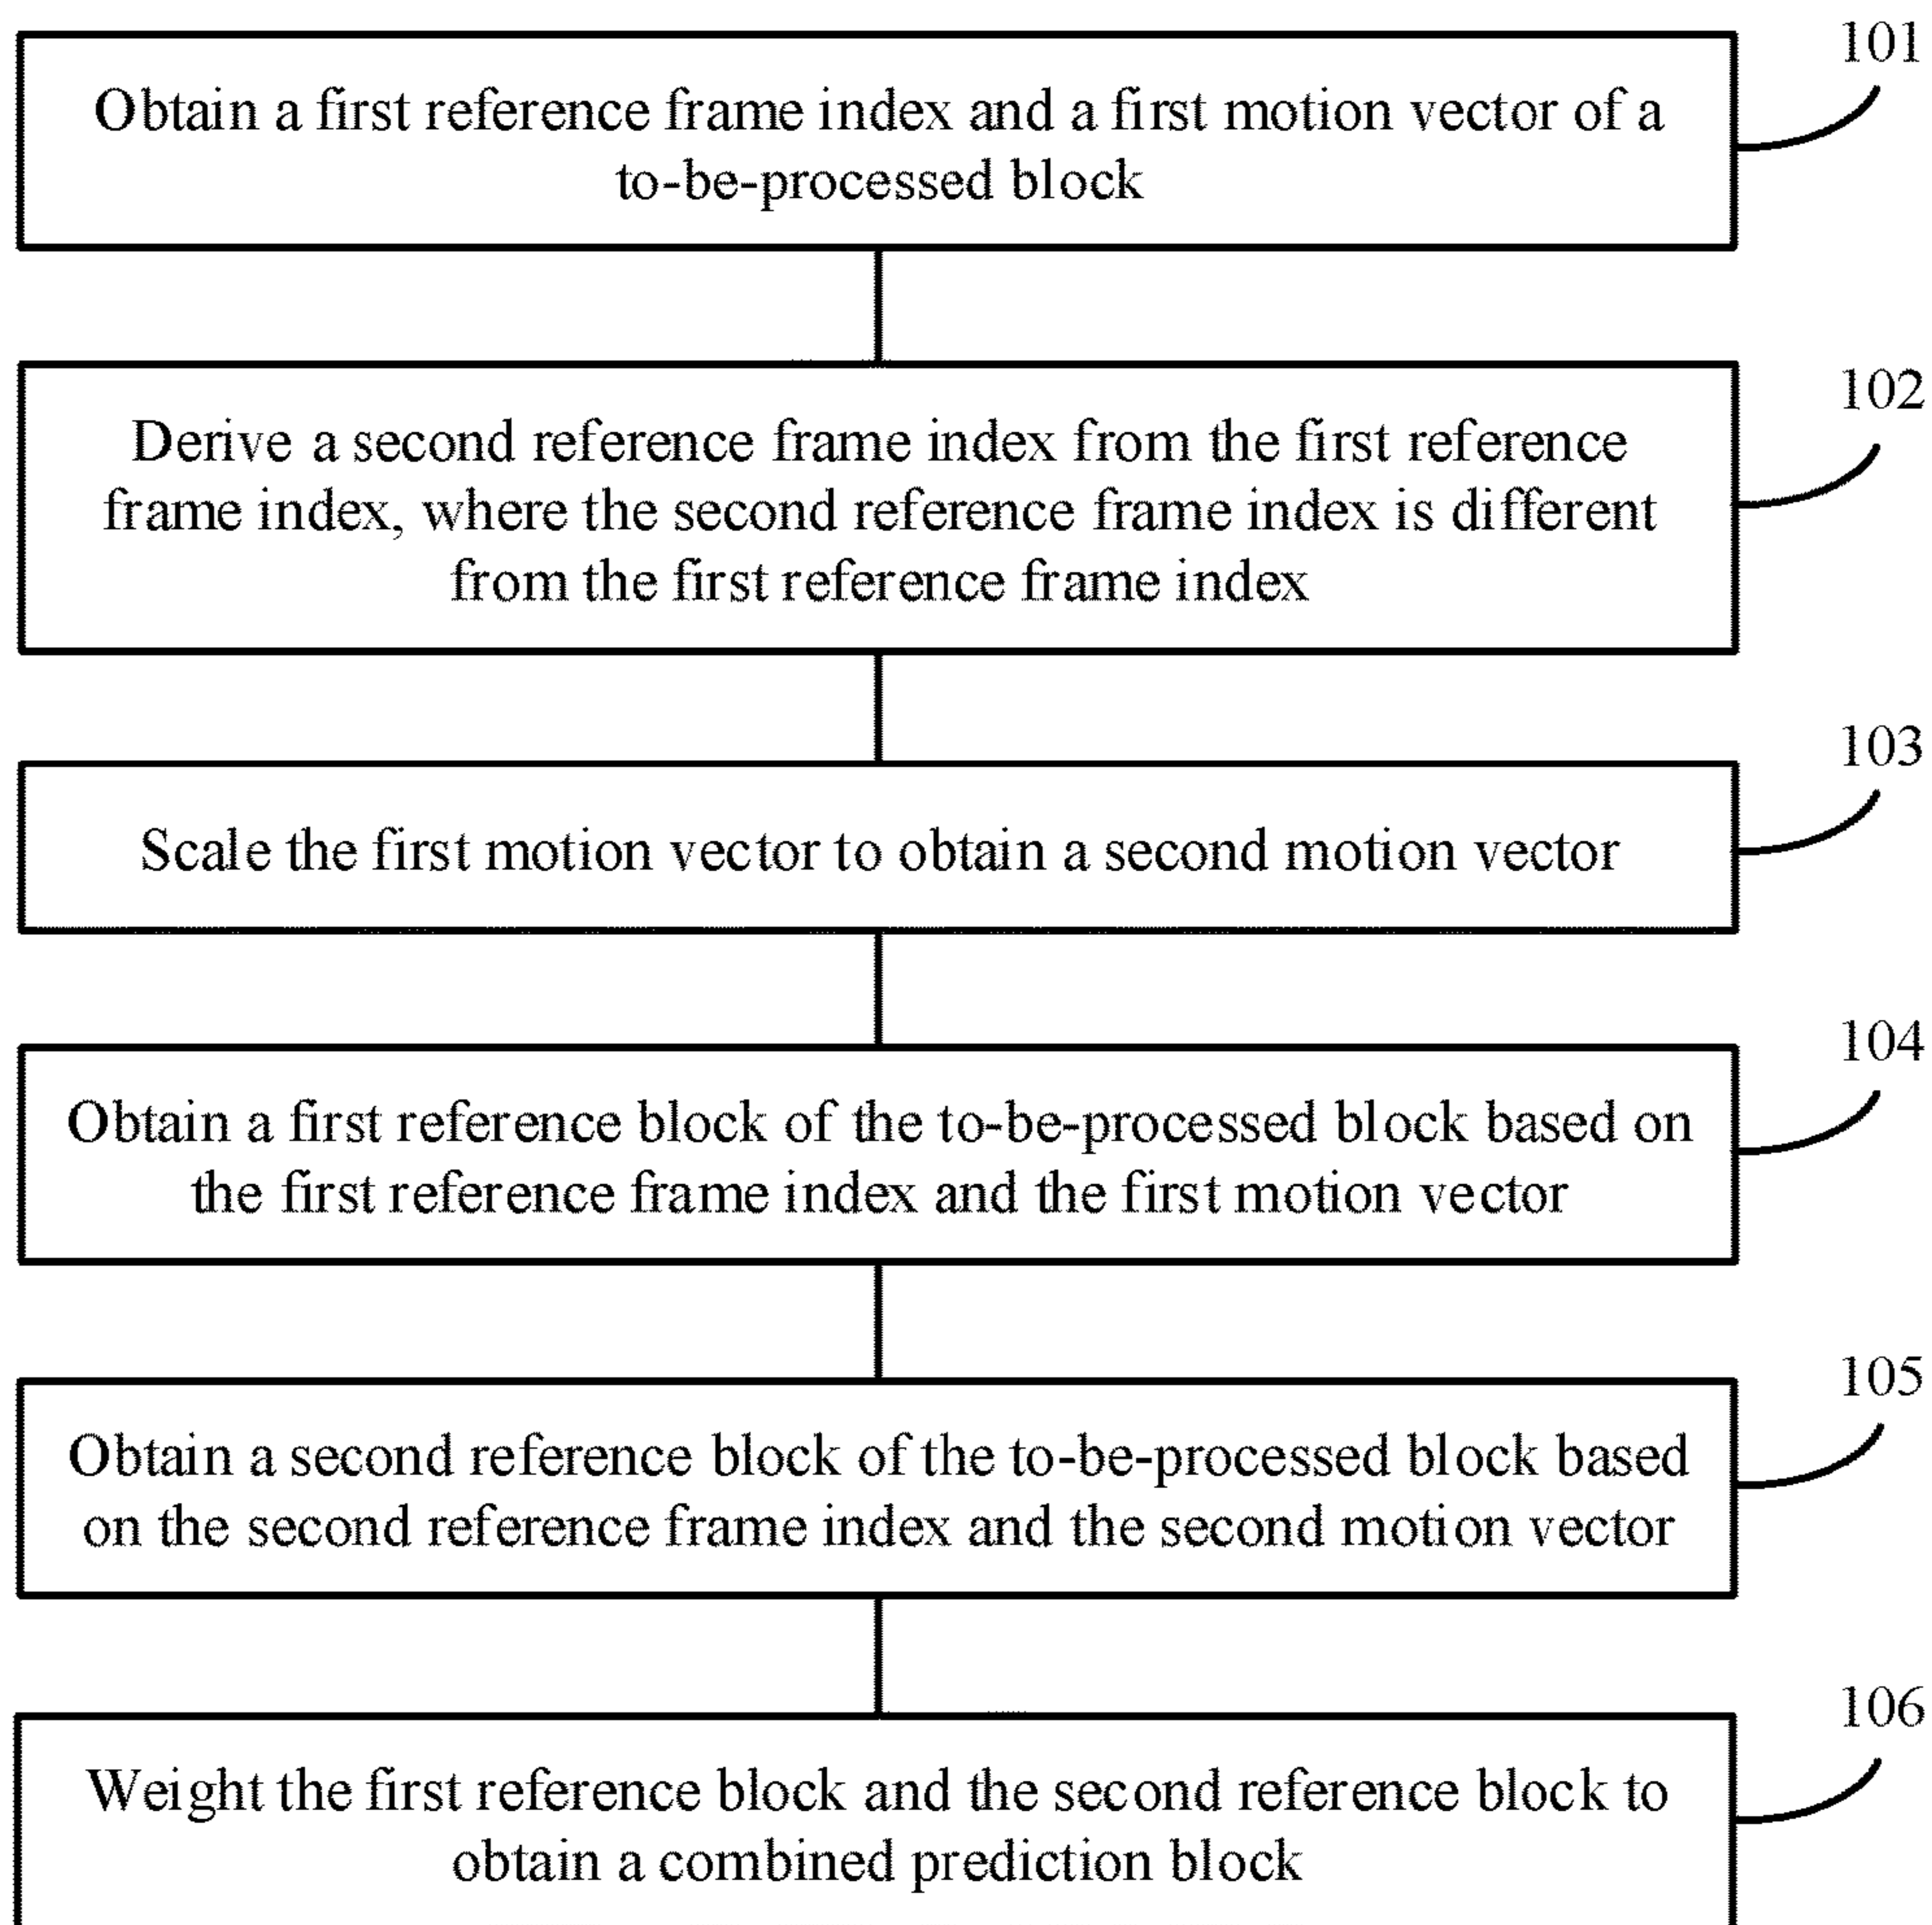 101
Obtain a first reference frame index and a first motion vector of a
to-be-processed block
102
Derive a second reference frame index from the first reference
frame index, where the second reference frame index is different
from the first reference frame index
103
Scale the first motion vector to obtain a second motion vector
104
Obtain a first reference block of the to-be-processed block based on
the first reference frame index and the first motion vector
105
Obtain a second reference block of the to-be-processed block based
on the second reference frame index and the second motion vector
106
Weight the first reference block and the second reference block to
obtain a combined prediction block